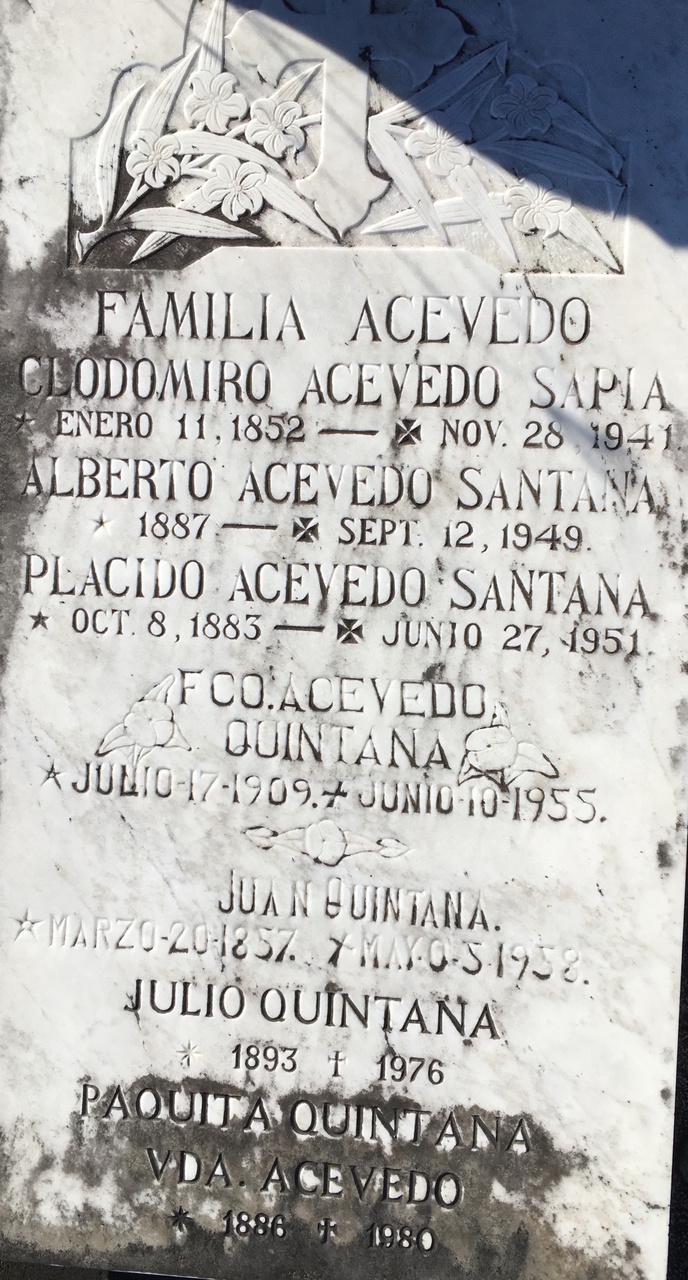 FAMILIA ACEVEDO
CLODOMIRO ACEVEDO SAPIA
★ ENERO 11, 1852 — ✠ NOV. 28, 1941.
ALBERTO ACEVEDO SANTANA
★ 1887 — ✠ SEPT. 12, 1949.
PLACIDO ACEVEDO SANTANA
★ OCT. 8, 1883 — ✠ JUNIO 27, 1951.
FCO. ACEVEDO
QUINTANA
★ JULIO-17-1909. ✝ JUNIO-10-1955.
JUAN QUINTANA.
★ MARZO-20-1857. ✝ MAYO-5-1958.
JULIO QUINTANA
★ 1893 ✝ 1976
PAQUITA QUINTANA
VDA. ACEVEDO
★ 1886 ✝ 1980